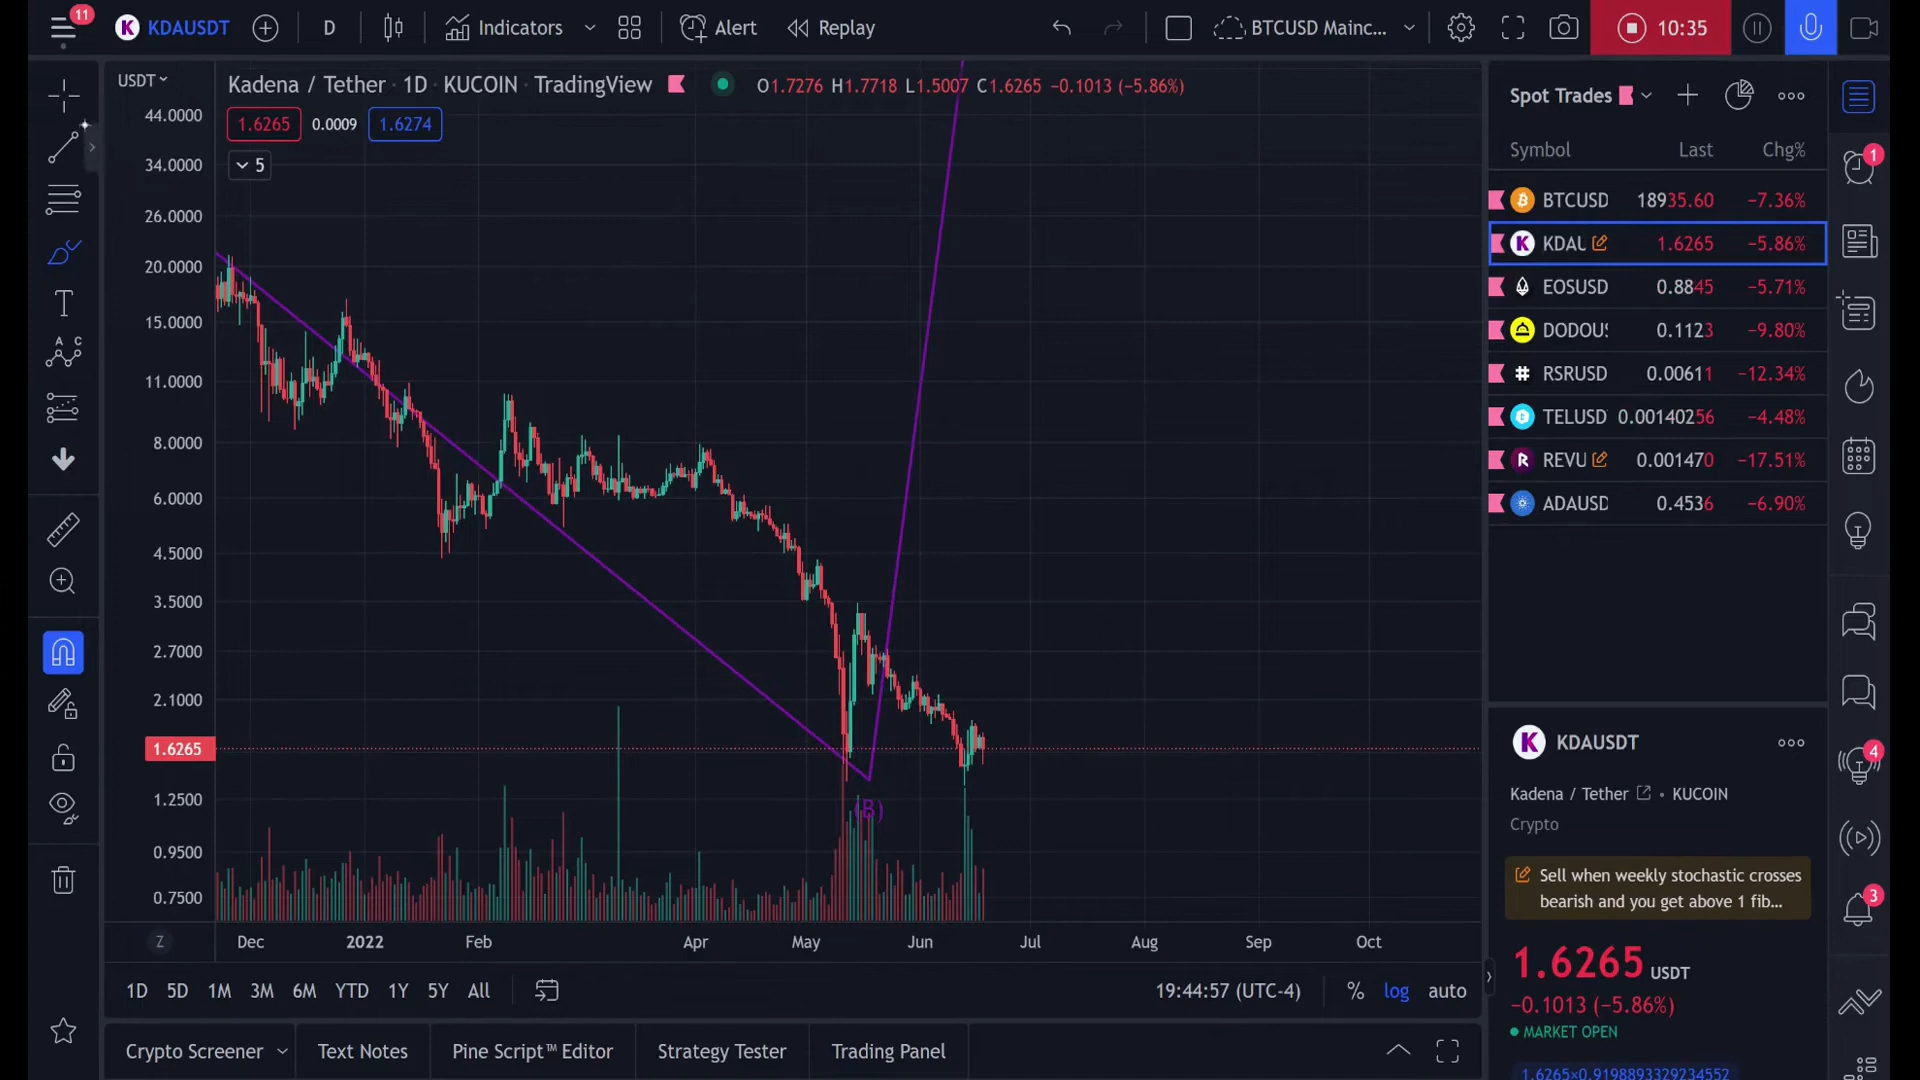 11
KDAUSDT
D
Indicators
Alert
Replay
BTCUSD Mainc...
10:35
USDT
Kadena / Tether · 1D · KUCOIN · TradingView
O1.7276 H1.7718 L1.5007 C1.6265 −0.1013 (−5.86%)
1.6265
0.0009
1.6274
5
44.0000
34.0000
26.0000
20.0000
15.0000
11.0000
8.0000
6.0000
4.5000
3.5000
2.7000
2.1000
1.6265
1.2500
0.9500
0.7500
(B)
Z
Dec
2022
Feb
Apr
May
Jun
Jul
Aug
Sep
Oct
1D 5D 1M 3M 6M YTD 1Y 5Y All
19:44:57 (UTC-4)
% log auto
Crypto Screener
Text Notes
Pine Script™ Editor
Strategy Tester
Trading Panel
Spot Trades
Symbol Last Chg%
BTCUSD 18935.60 −7.36%
KDAU 1.6265 −5.86%
EOSUSD 0.8845 −5.71%
DODOUS 0.1123 −9.80%
RSRUSD 0.00611 −12.34%
TELUSD 0.00140256 −4.48%
REVU 0.001470 −17.51%
ADAUSD 0.4536 −6.90%
KDAUSDT
Kadena / Tether • KUCOIN
Crypto
Sell when weekly stochastic crosses
bearish and you get above 1 fib...
1.6265 USDT
−0.1013 (−5.86%)
MARKET OPEN
1.6265×0.9198893329234552
1
4
3